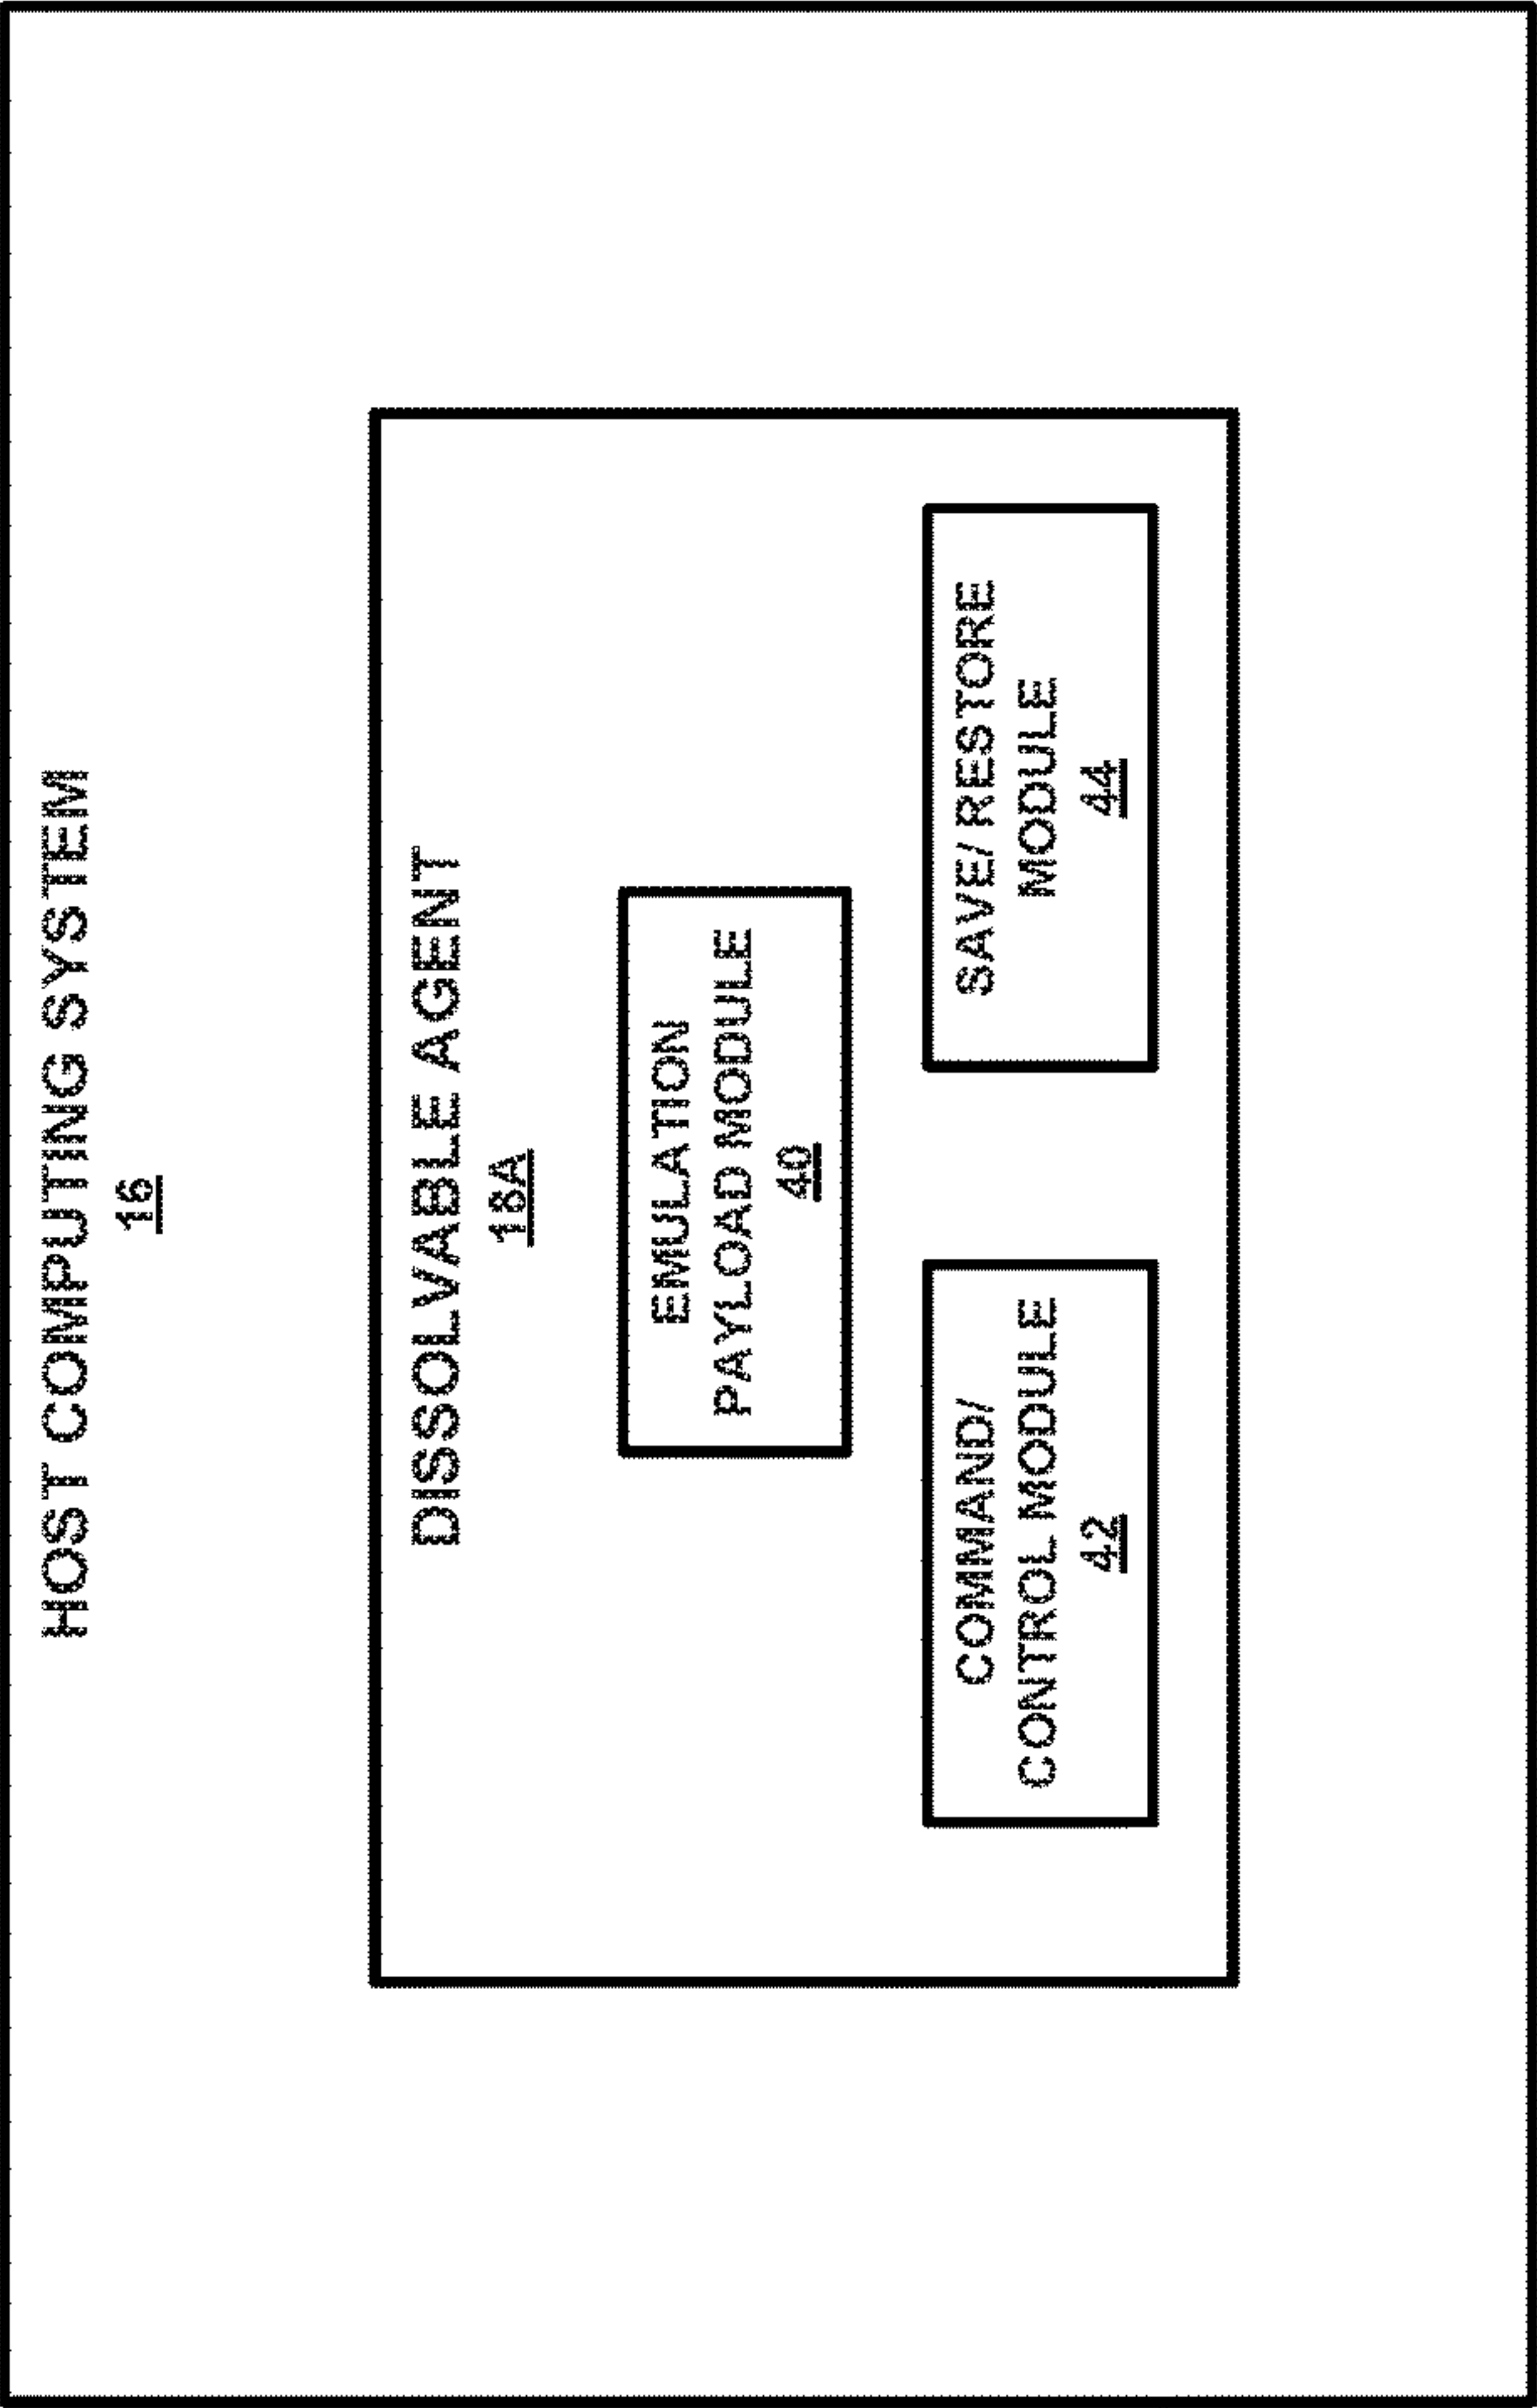 HOST COMPUTING SYSTEM
16
DISSOLVABLE AGENT
18A
EMULATION
PAYLOAD MODULE
40
COMMAND/
CONTROL MODULE
42
SAVE/ RESTORE
MODULE
44